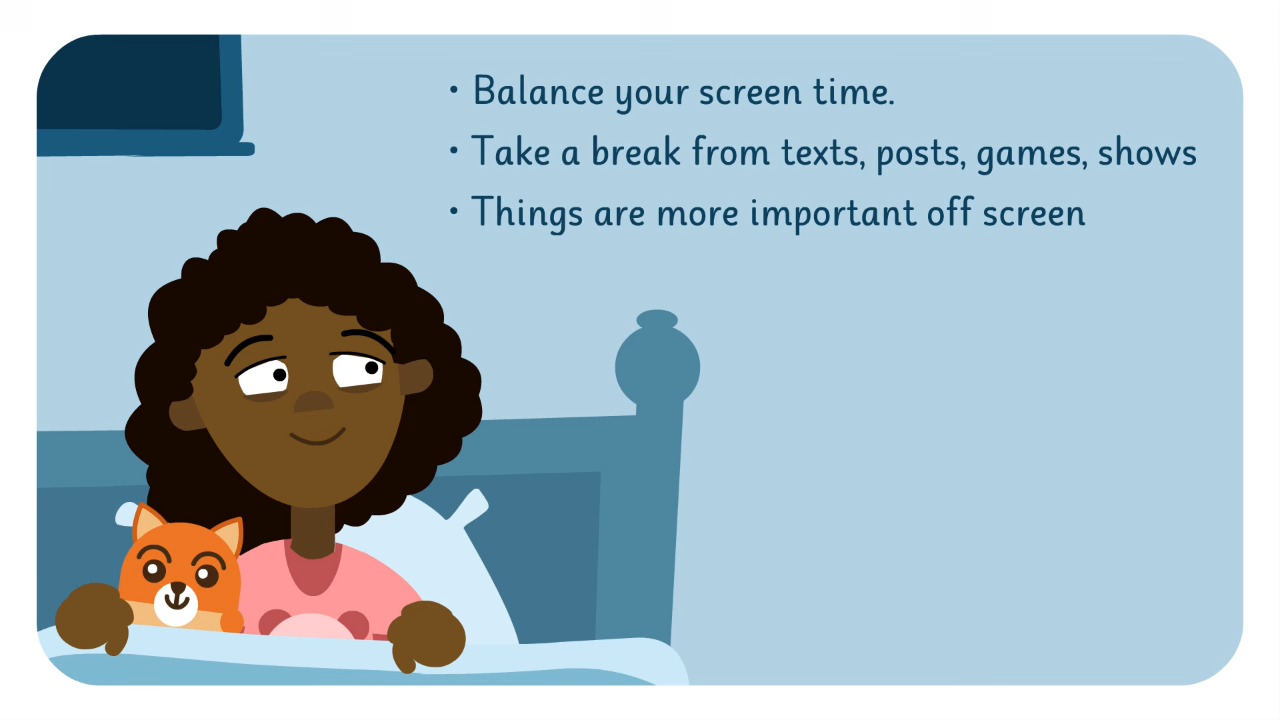 • Balance your screen time.
• Take a break from texts, posts, games, shows
• Things are more important off screen